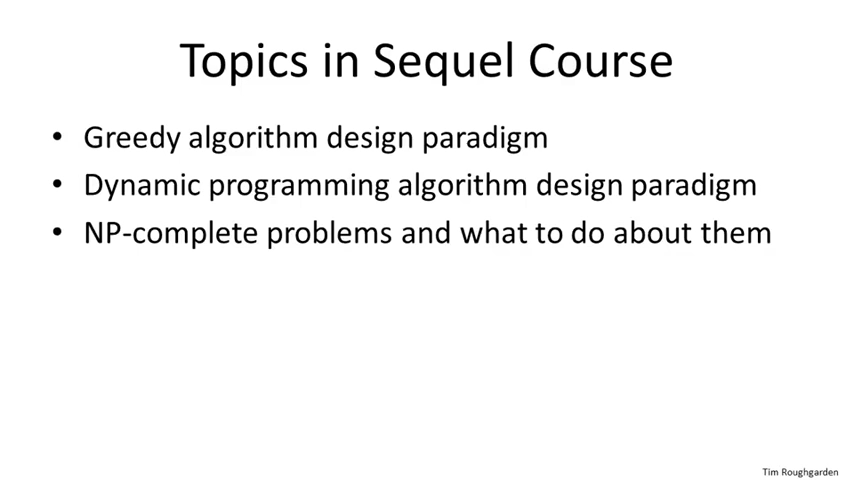 Topics in Sequel Course
• Greedy algorithm design paradigm
• Dynamic programming algorithm design paradigm
• NP-complete problems and what to do about them
Tim Roughgarden